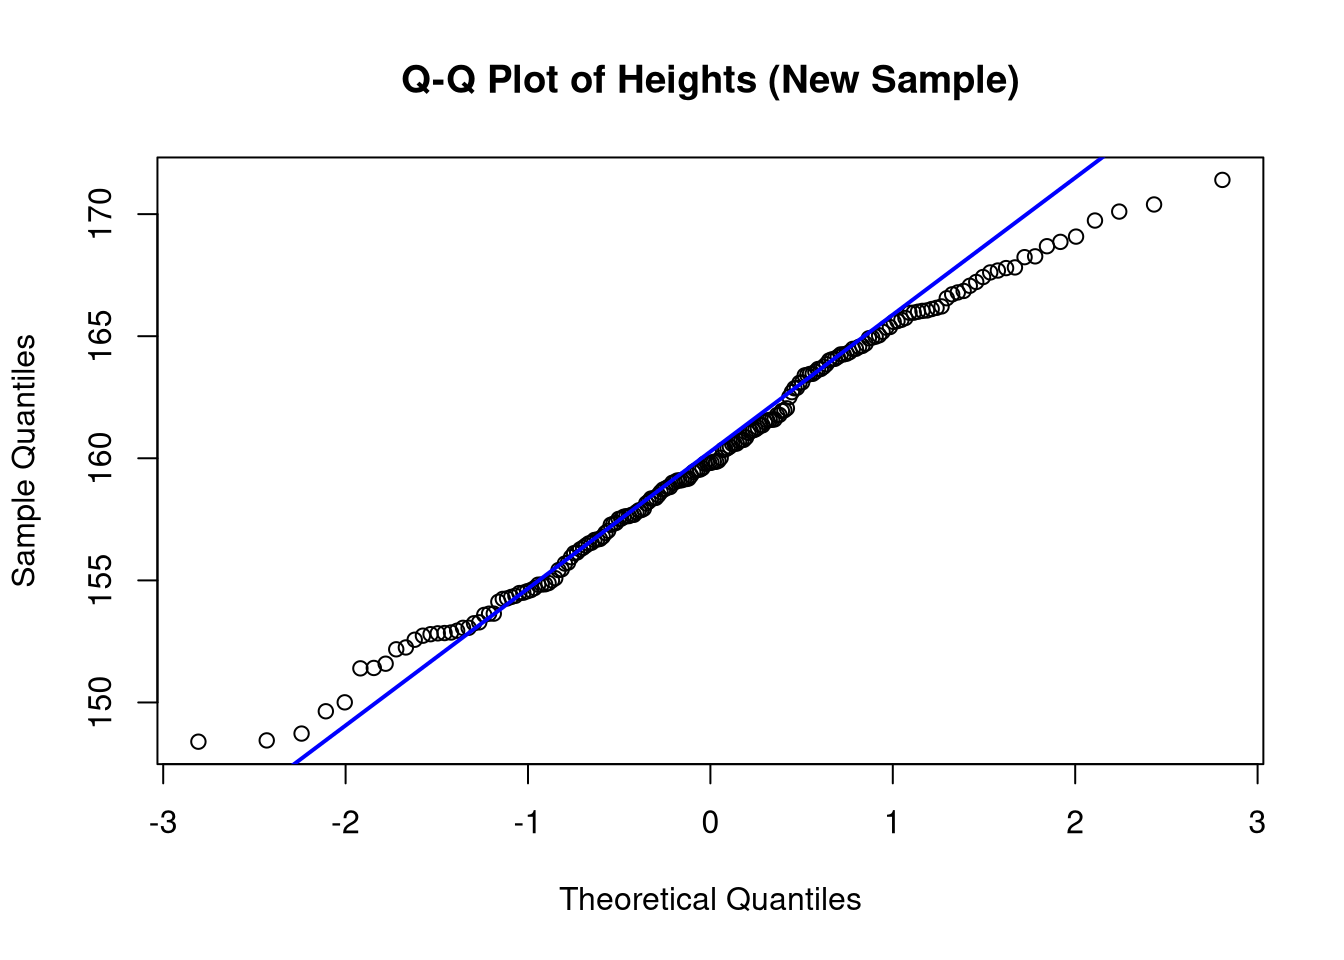 Q-Q Plot of Heights (New Sample)
Sample Quantiles
170
165
160
155
150
-3 -2 -1 0 1 2 3
Theoretical Quantiles